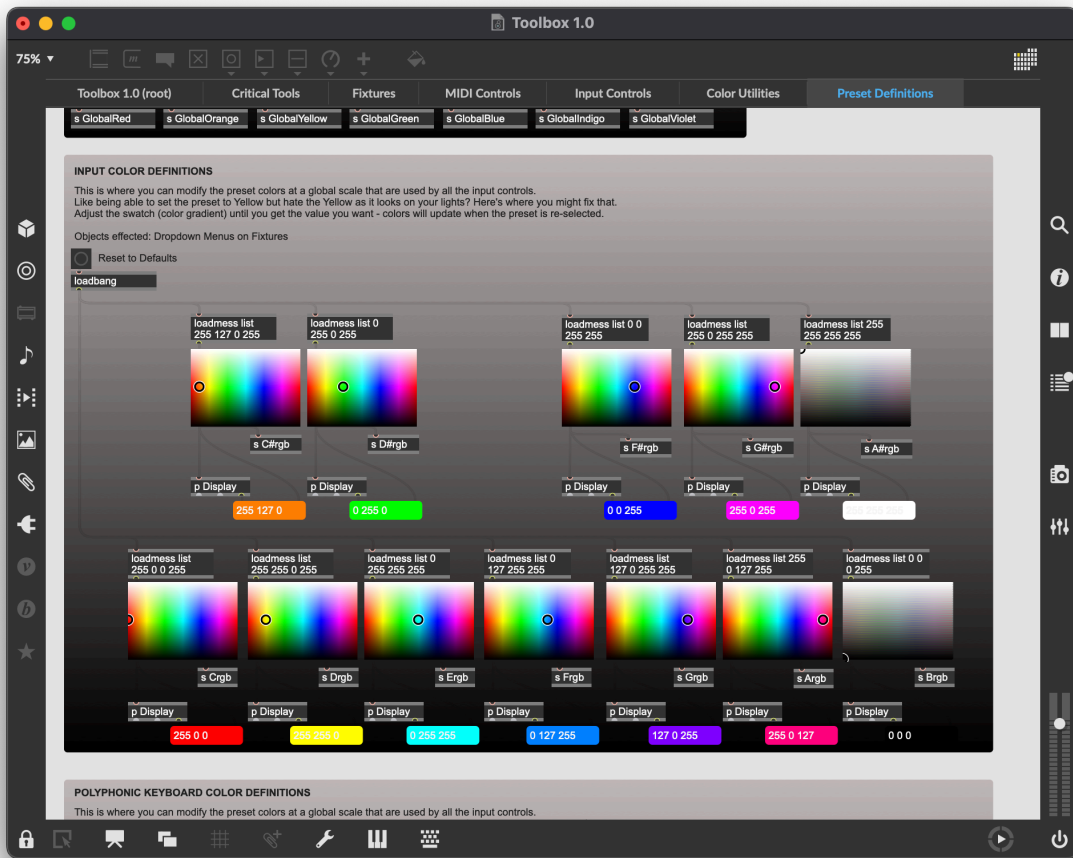 Toolbox 1.0
75%
Toolbox 1.0 (root)
Critical Tools
Fixtures
MIDI Controls
Input Controls
Color Utilities
Preset Definitions
s GlobalRed
s GlobalOrange
s GlobalYellow
s GlobalGreen
s GlobalBlue
s GlobalIndigo
s GlobalViolet
INPUT COLOR DEFINITIONS
This is where you can modify the preset colors at a global scale that are used by all the input controls.
Like being able to set the preset to Yellow but hate the Yellow as it looks on your lights? Here's where you might fix that.
Adjust the swatch (color gradient) until you get the value you want - colors will update when the preset is re-selected.
Objects effected: Dropdown Menus on Fixtures
Reset to Defaults
loadbang
loadmess list
255 127 0 255
loadmess list 0
255 0 255
loadmess list 0 0
255 255
loadmess list
255 0 255 255
loadmess list 255
255 255 255
s C#rgb
s D#rgb
s F#rgb
s G#rgb
s A#rgb
p Display
p Display
p Display
p Display
p Display
255 127 0
0 255 0
0 0 255
255 0 255
255 255 255
loadmess list
255 0 0 255
loadmess list
255 255 0 255
loadmess list 0
255 255 255
loadmess list 0
127 255 255
loadmess list
127 0 255 255
loadmess list 255
0 127 255
loadmess list 0 0
0 255
s Crgb
s Drgb
s Ergb
s Frgb
s Grgb
s Argb
s Brgb
p Display
p Display
p Display
p Display
p Display
p Display
p Display
255 0 0
255 255 0
0 255 255
0 127 255
127 0 255
255 0 127
0 0 0
POLYPHONIC KEYBOARD COLOR DEFINITIONS
This is where you can modify the preset colors at a global scale that are used by all the input controls.